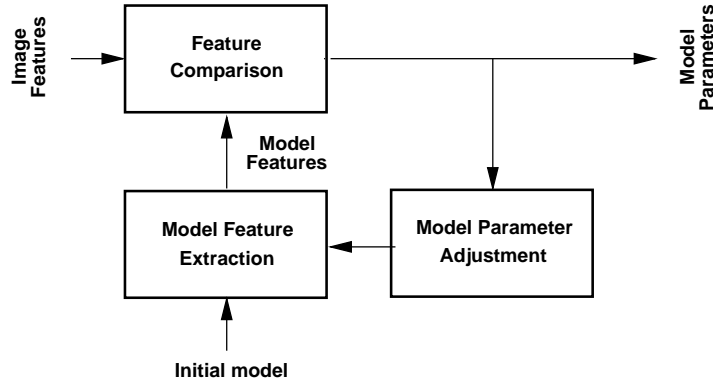 Image
Features
Feature
Comparison
Model
Parameters
Model
Features
Model Feature
Extraction
Model Parameter
Adjustment
Initial model